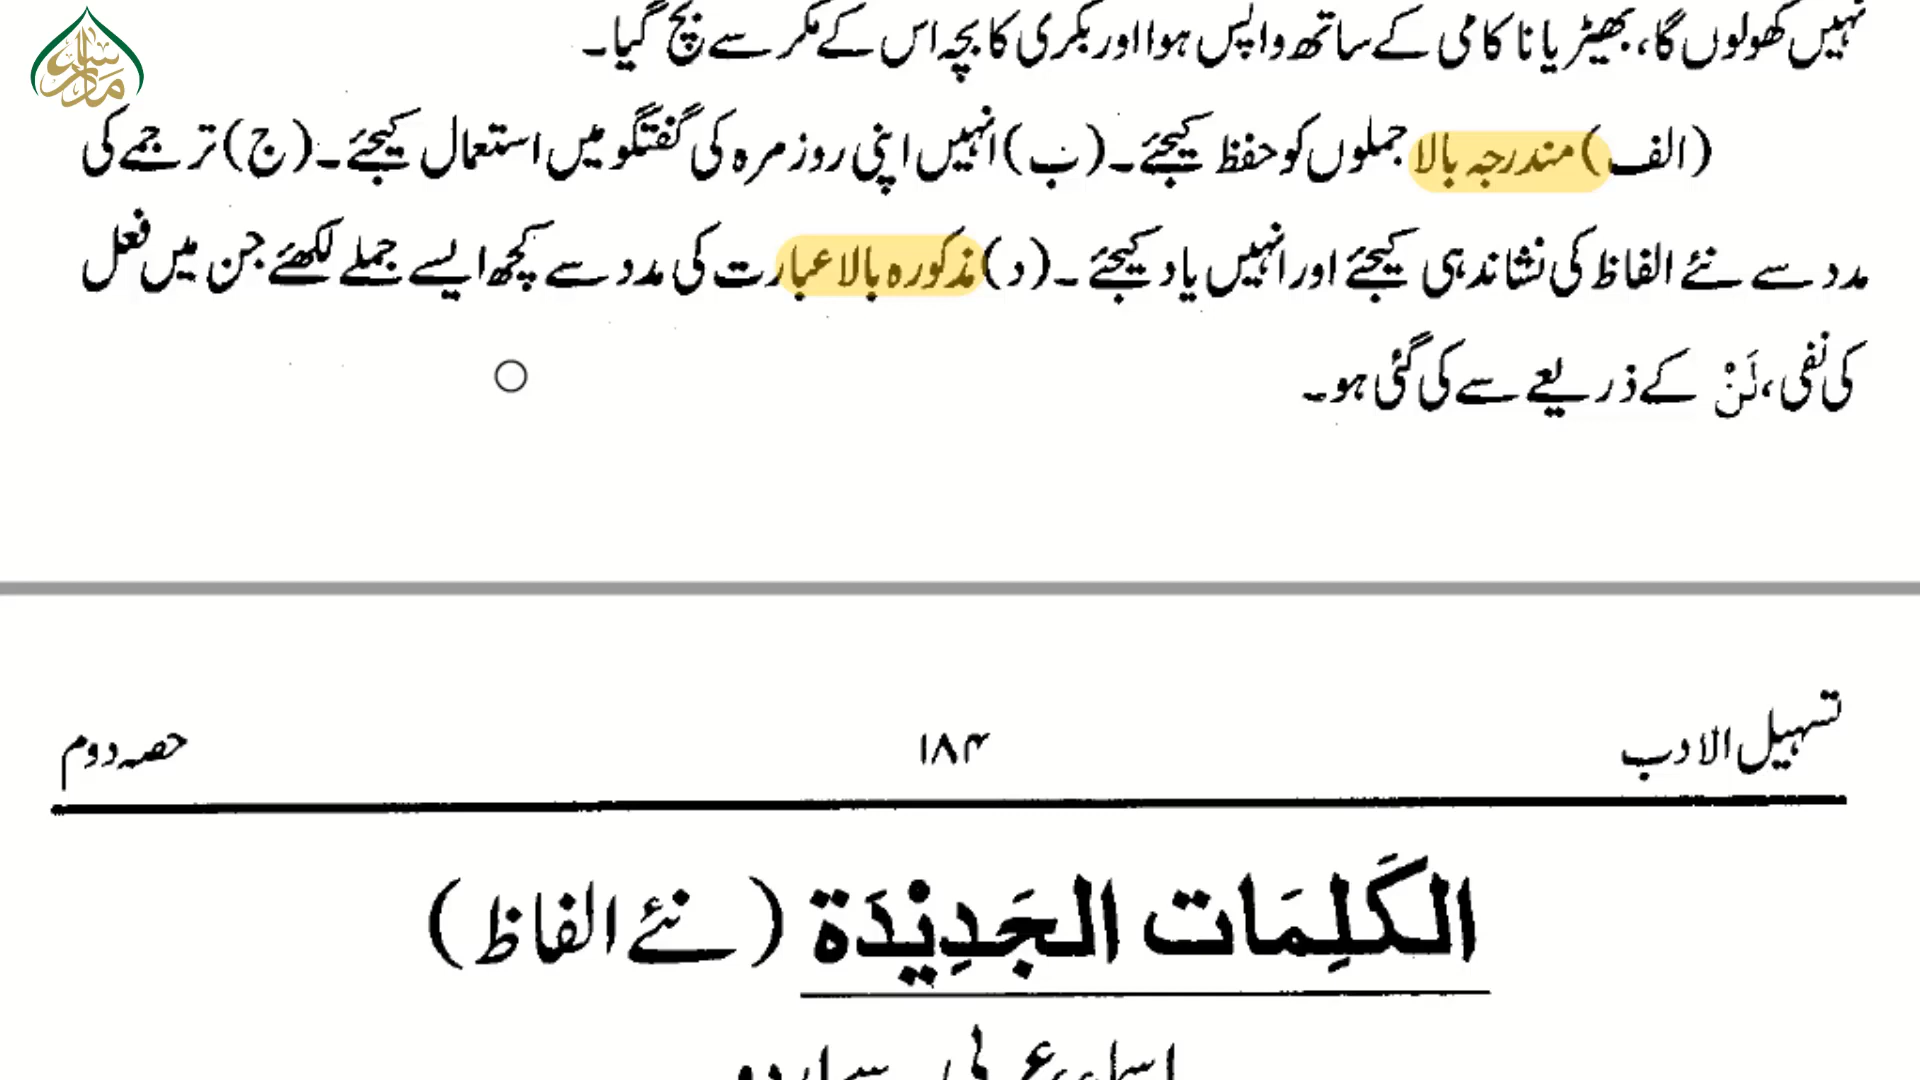 نہیں کھولوں گا، بھیڑیا ناکامی کے ساتھ واپس ہوا اور بکری کا بچہ اس کے مکر سے بچ گیا۔
(الف) مندرجہ بالا جملوں کو حفظ کیجئے۔ (ب) انہیں اپنی روز مرہ کی گفتگو میں استعمال کیجئے۔ (ج) ترجمے کی
مدد سے نئے الفاظ کی نشاندہی کیجئے اور انہیں یاد کیجئے۔ (د) مذکورہ بالا عبارت کی مدد سے کچھ ایسے جملے لکھئے جن میں فعل
کی نفی، لَنْ کے ذریعے سے کی گئی ہو۔
تسہیل الادب ۱۸۴ حصہ دوم
الكَلِمَات الجَدِيْدَة (نئے الفاظ)